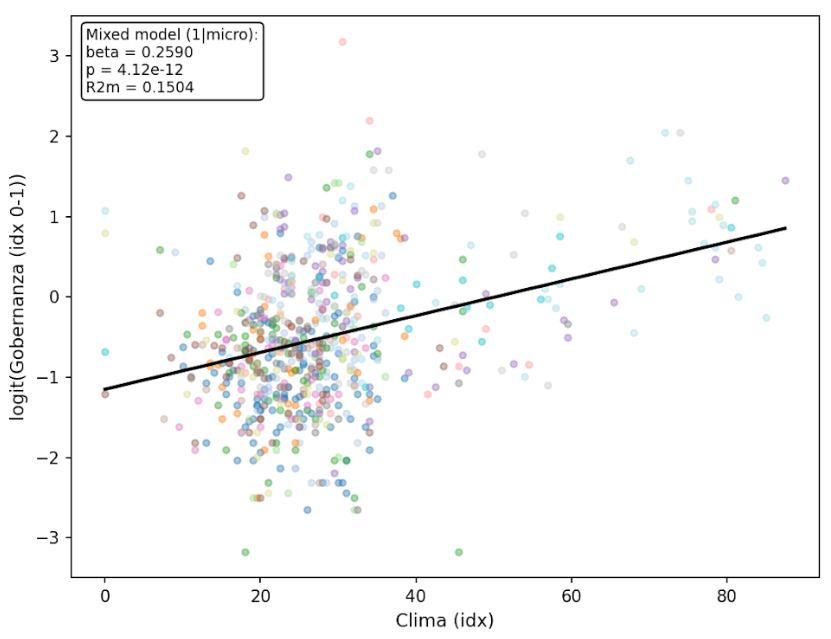 Mixed model (1|micro):
beta = 0.2590
p = 4.12e-12
R2m = 0.1504
logit(Gobernanza (idx 0-1))
3
2
1
0
−1
−2
−3
0 20 40 60 80
Clima (idx)